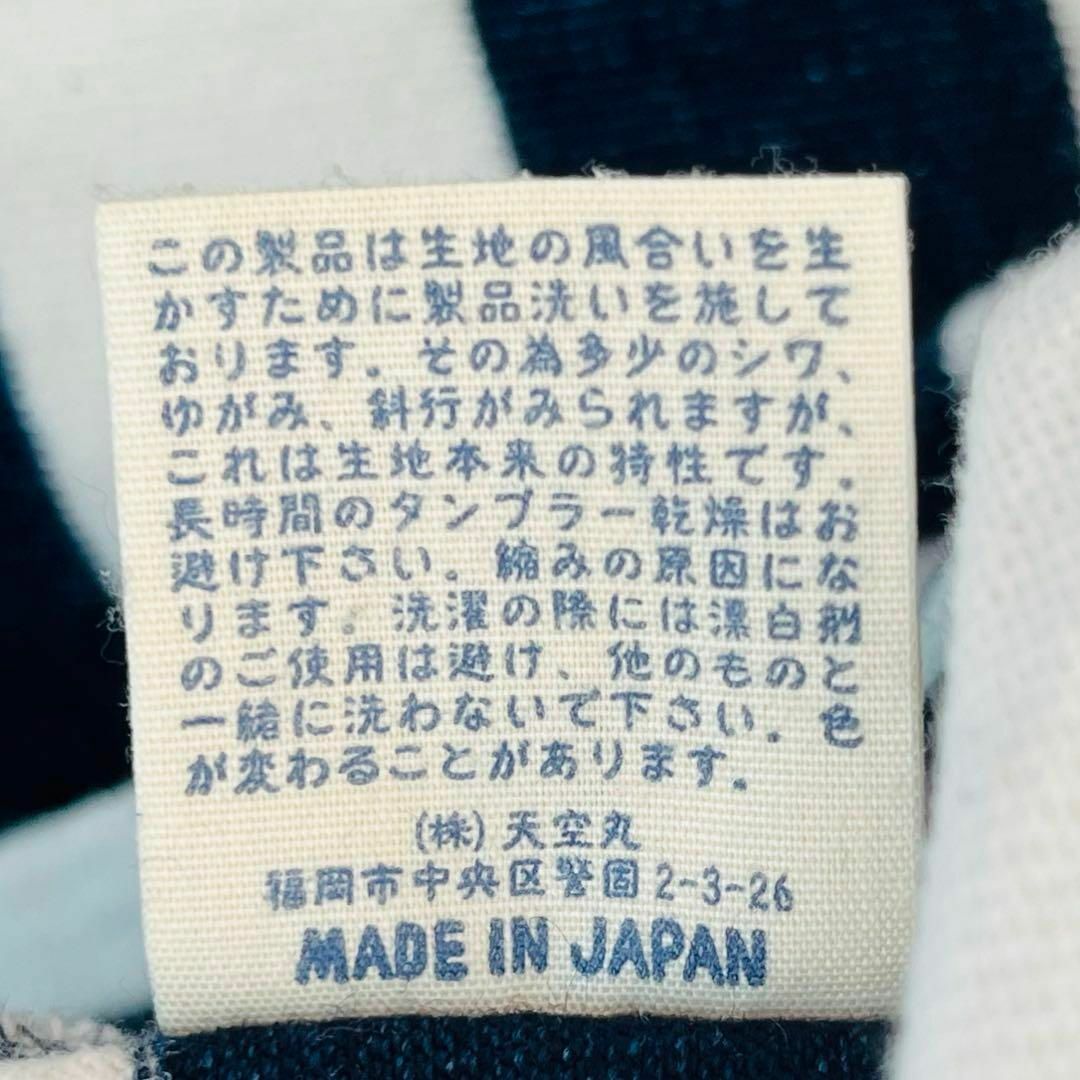 この製品は生地の風合いを生
かすために製品洗いを施して
おります。その為多少のシワ、
ゆがみ、斜行がみられますが、
これは生地本来の特性です。
長時間のタンブラー乾燥はお
避け下さい。縮みの原因にな
ります。洗濯の際には漂白剤
のご使用は避け、他のものと
一緒に洗わないで下さい。色
が変わることがあります。
(株)天空丸
福岡市中央区警固2-3-26
MADE IN JAPAN